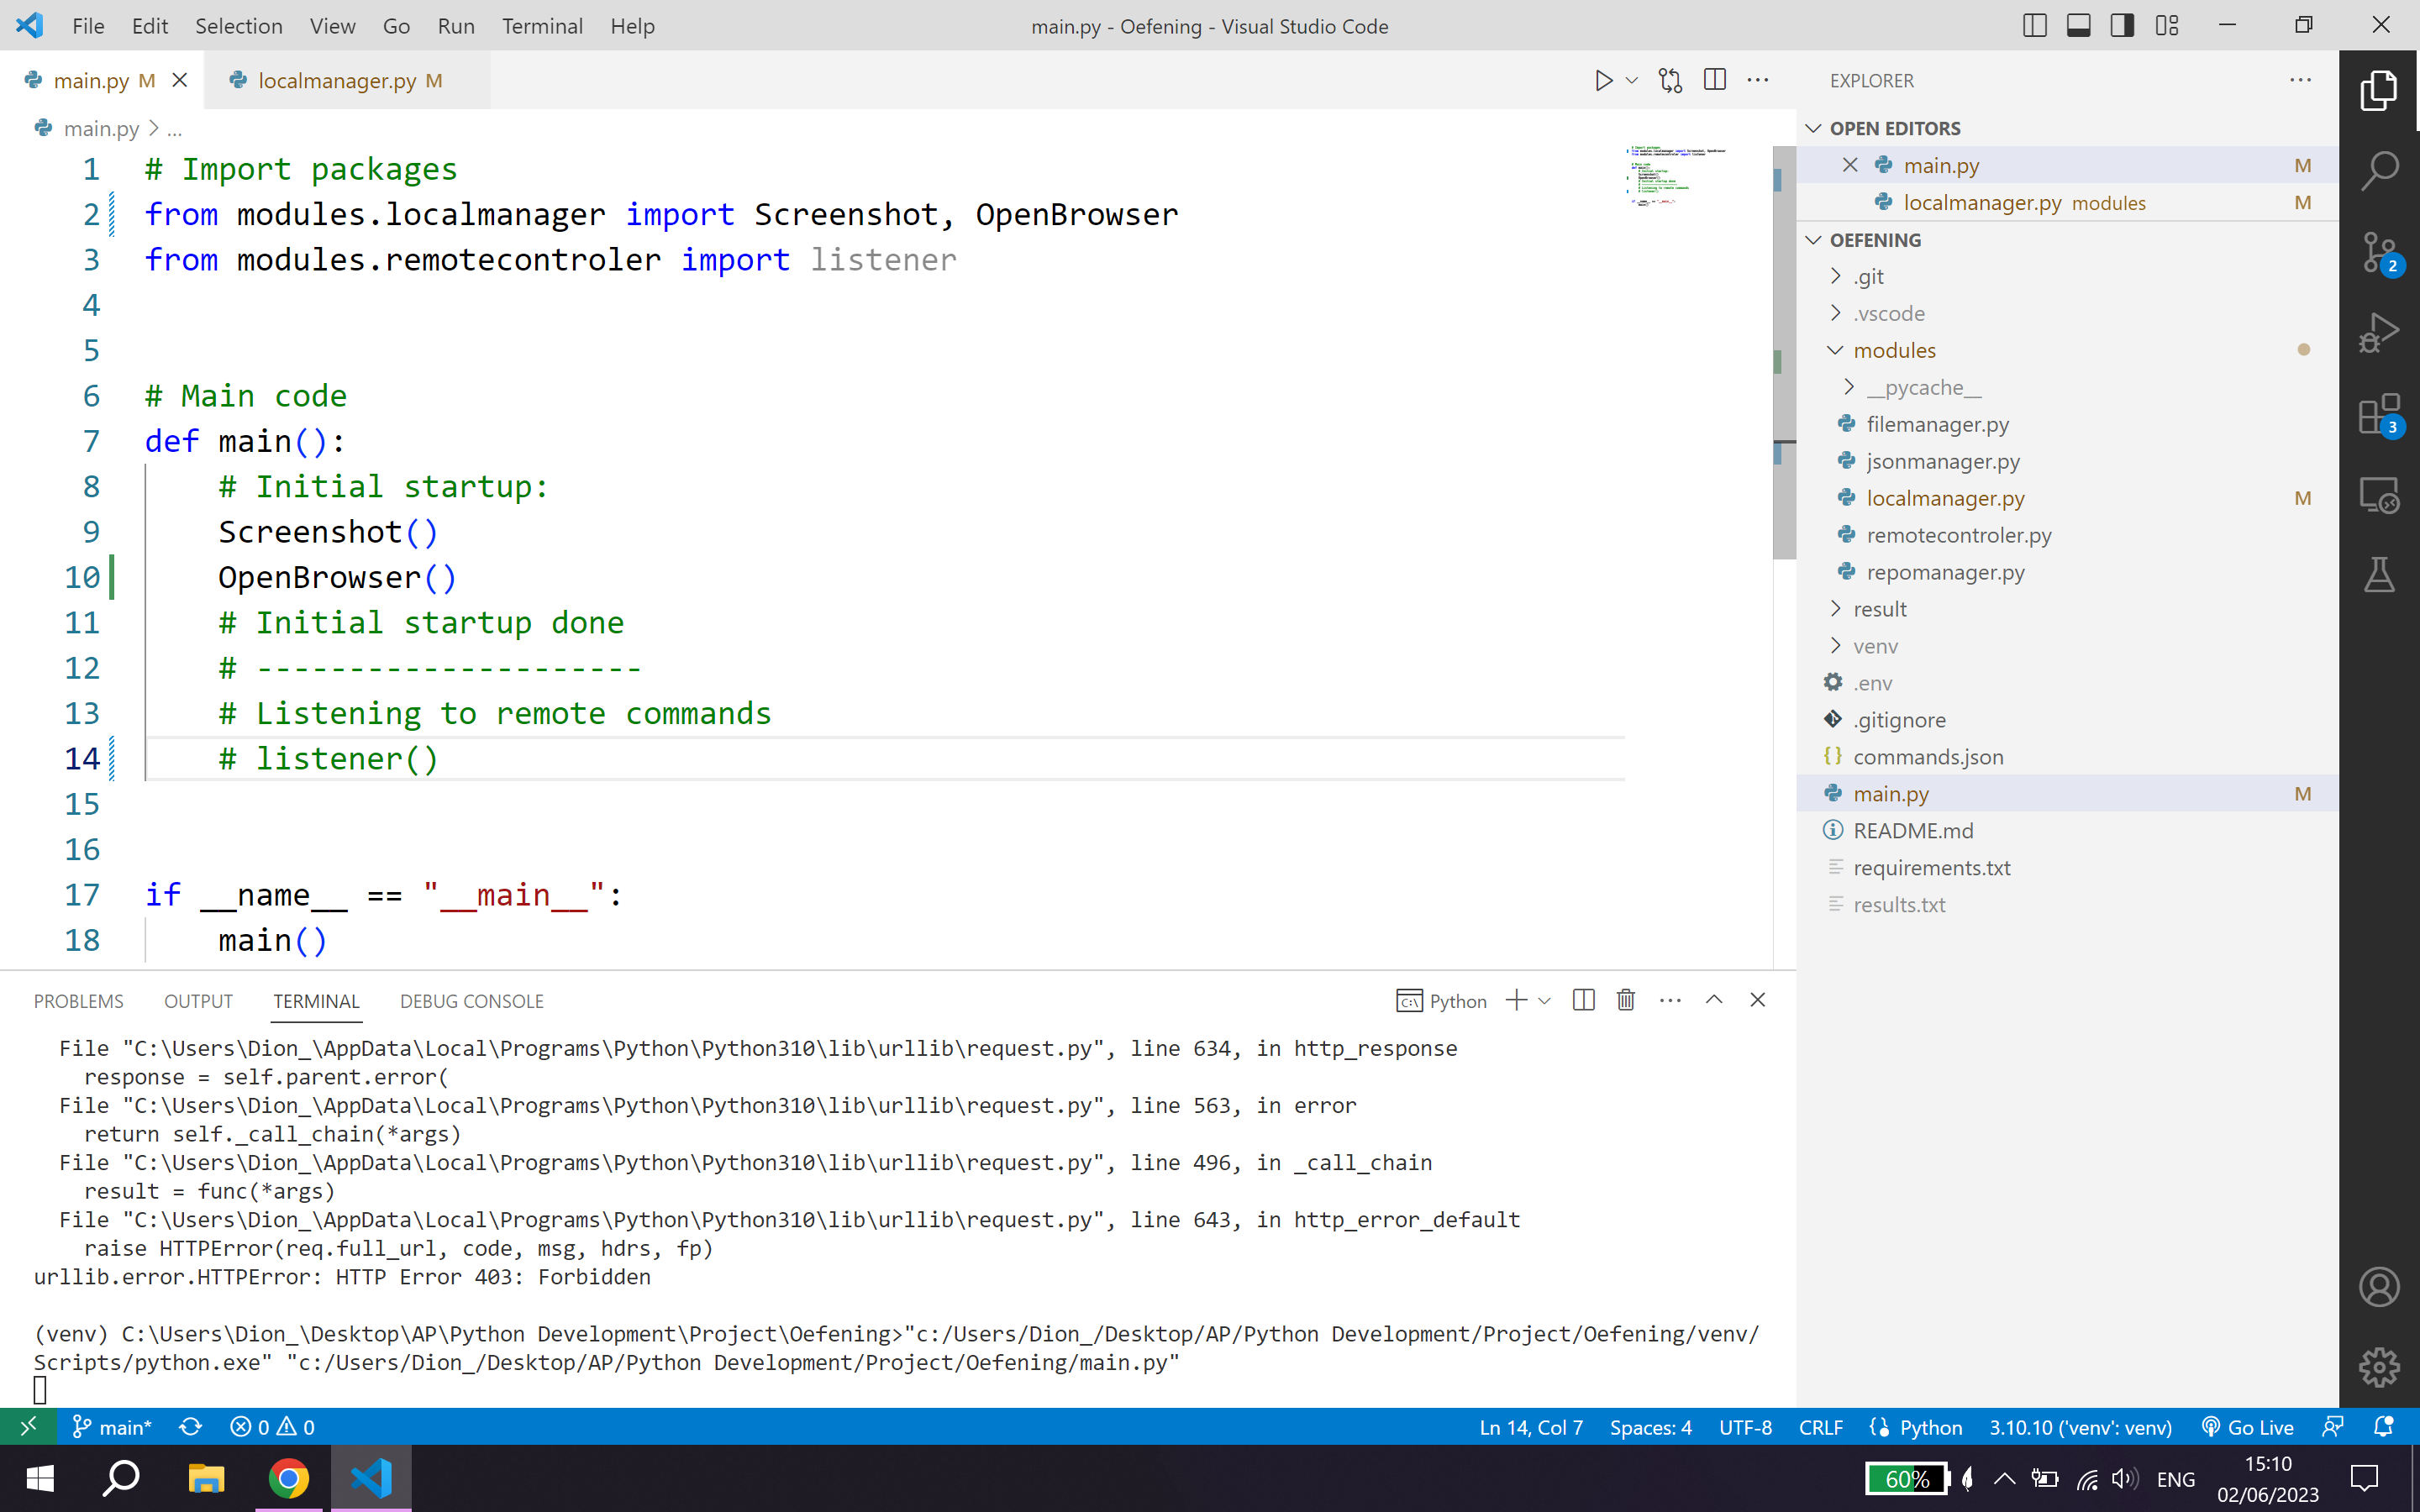 File Edit Selection View Go Run Terminal Help
main.py - Oefening - Visual Studio Code
main.py M
localmanager.py M
main.py > ...
1 # Import packages
2 from modules.localmanager import Screenshot, OpenBrowser
3 from modules.remotecontroler import listener
4
5
6 # Main code
7 def main():
8 # Initial startup:
9 Screenshot()
10 OpenBrowser()
11 # Initial startup done
12 # ---------------------
13 # Listening to remote commands
14 # listener()
15
16
17 if __name__ == "__main__":
18 main()
EXPLORER
OPEN EDITORS
main.py M
localmanager.py modules M
OEFENING
.git
.vscode
modules
__pycache__
filemanager.py
jsonmanager.py
localmanager.py M
remotecontroler.py
repomanager.py
result
venv
.env
.gitignore
commands.json
main.py M
README.md
requirements.txt
results.txt
2
3
PROBLEMS OUTPUT TERMINAL DEBUG CONSOLE
Python
File "C:\Users\Dion_\AppData\Local\Programs\Python\Python310\lib\urllib\request.py", line 634, in http_response
response = self.parent.error(
File "C:\Users\Dion_\AppData\Local\Programs\Python\Python310\lib\urllib\request.py", line 563, in error
return self._call_chain(*args)
File "C:\Users\Dion_\AppData\Local\Programs\Python\Python310\lib\urllib\request.py", line 496, in _call_chain
result = func(*args)
File "C:\Users\Dion_\AppData\Local\Programs\Python\Python310\lib\urllib\request.py", line 643, in http_error_default
raise HTTPError(req.full_url, code, msg, hdrs, fp)
urllib.error.HTTPError: HTTP Error 403: Forbidden
(venv) C:\Users\Dion_\Desktop\AP\Python Development\Project\Oefening>"c:/Users/Dion_/Desktop/AP/Python Development/Project/Oefening/venv/
Scripts/python.exe" "c:/Users/Dion_/Desktop/AP/Python Development/Project/Oefening/main.py"
main* 0 0
Ln 14, Col 7 Spaces: 4 UTF-8 CRLF Python 3.10.10 ('venv': venv) Go Live
60% ENG
15:10
02/06/2023